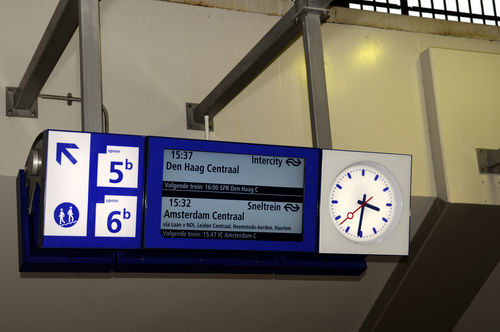 spoor
5b
15:37
Intercity
Den Haag Centraal
Volgende trein: 16:00 SPR Den Haag C
spoor
6b
15:32
Sneltrein
Amsterdam Centraal
via Laan v NOI, Leiden Centraal, Heemstede-Aerden., Haarlem
Volgende trein: 15:47 IC Amsterdam C